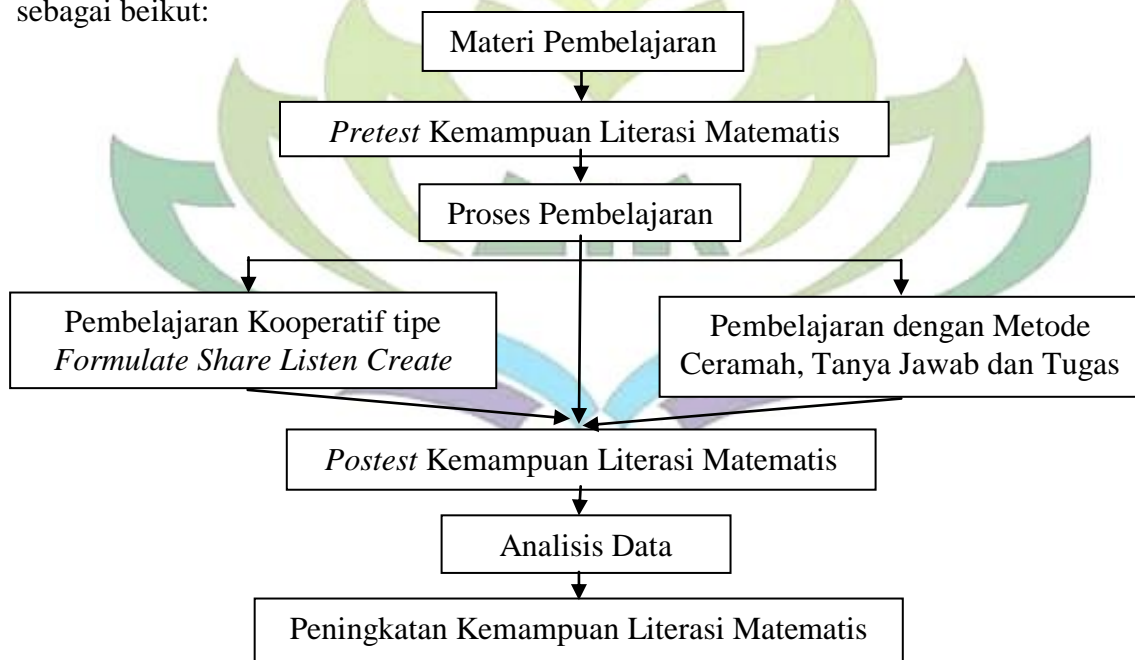 sebagai beikut:
Materi Pembelajaran
Pretest Kemampuan Literasi Matematis
Proses Pembelajaran
Pembelajaran Kooperatif tipe
Formulate Share Listen Create
Pembelajaran dengan Metode
Ceramah, Tanya Jawab dan Tugas
Postest Kemampuan Literasi Matematis
Analisis Data
Peningkatan Kemampuan Literasi Matematis